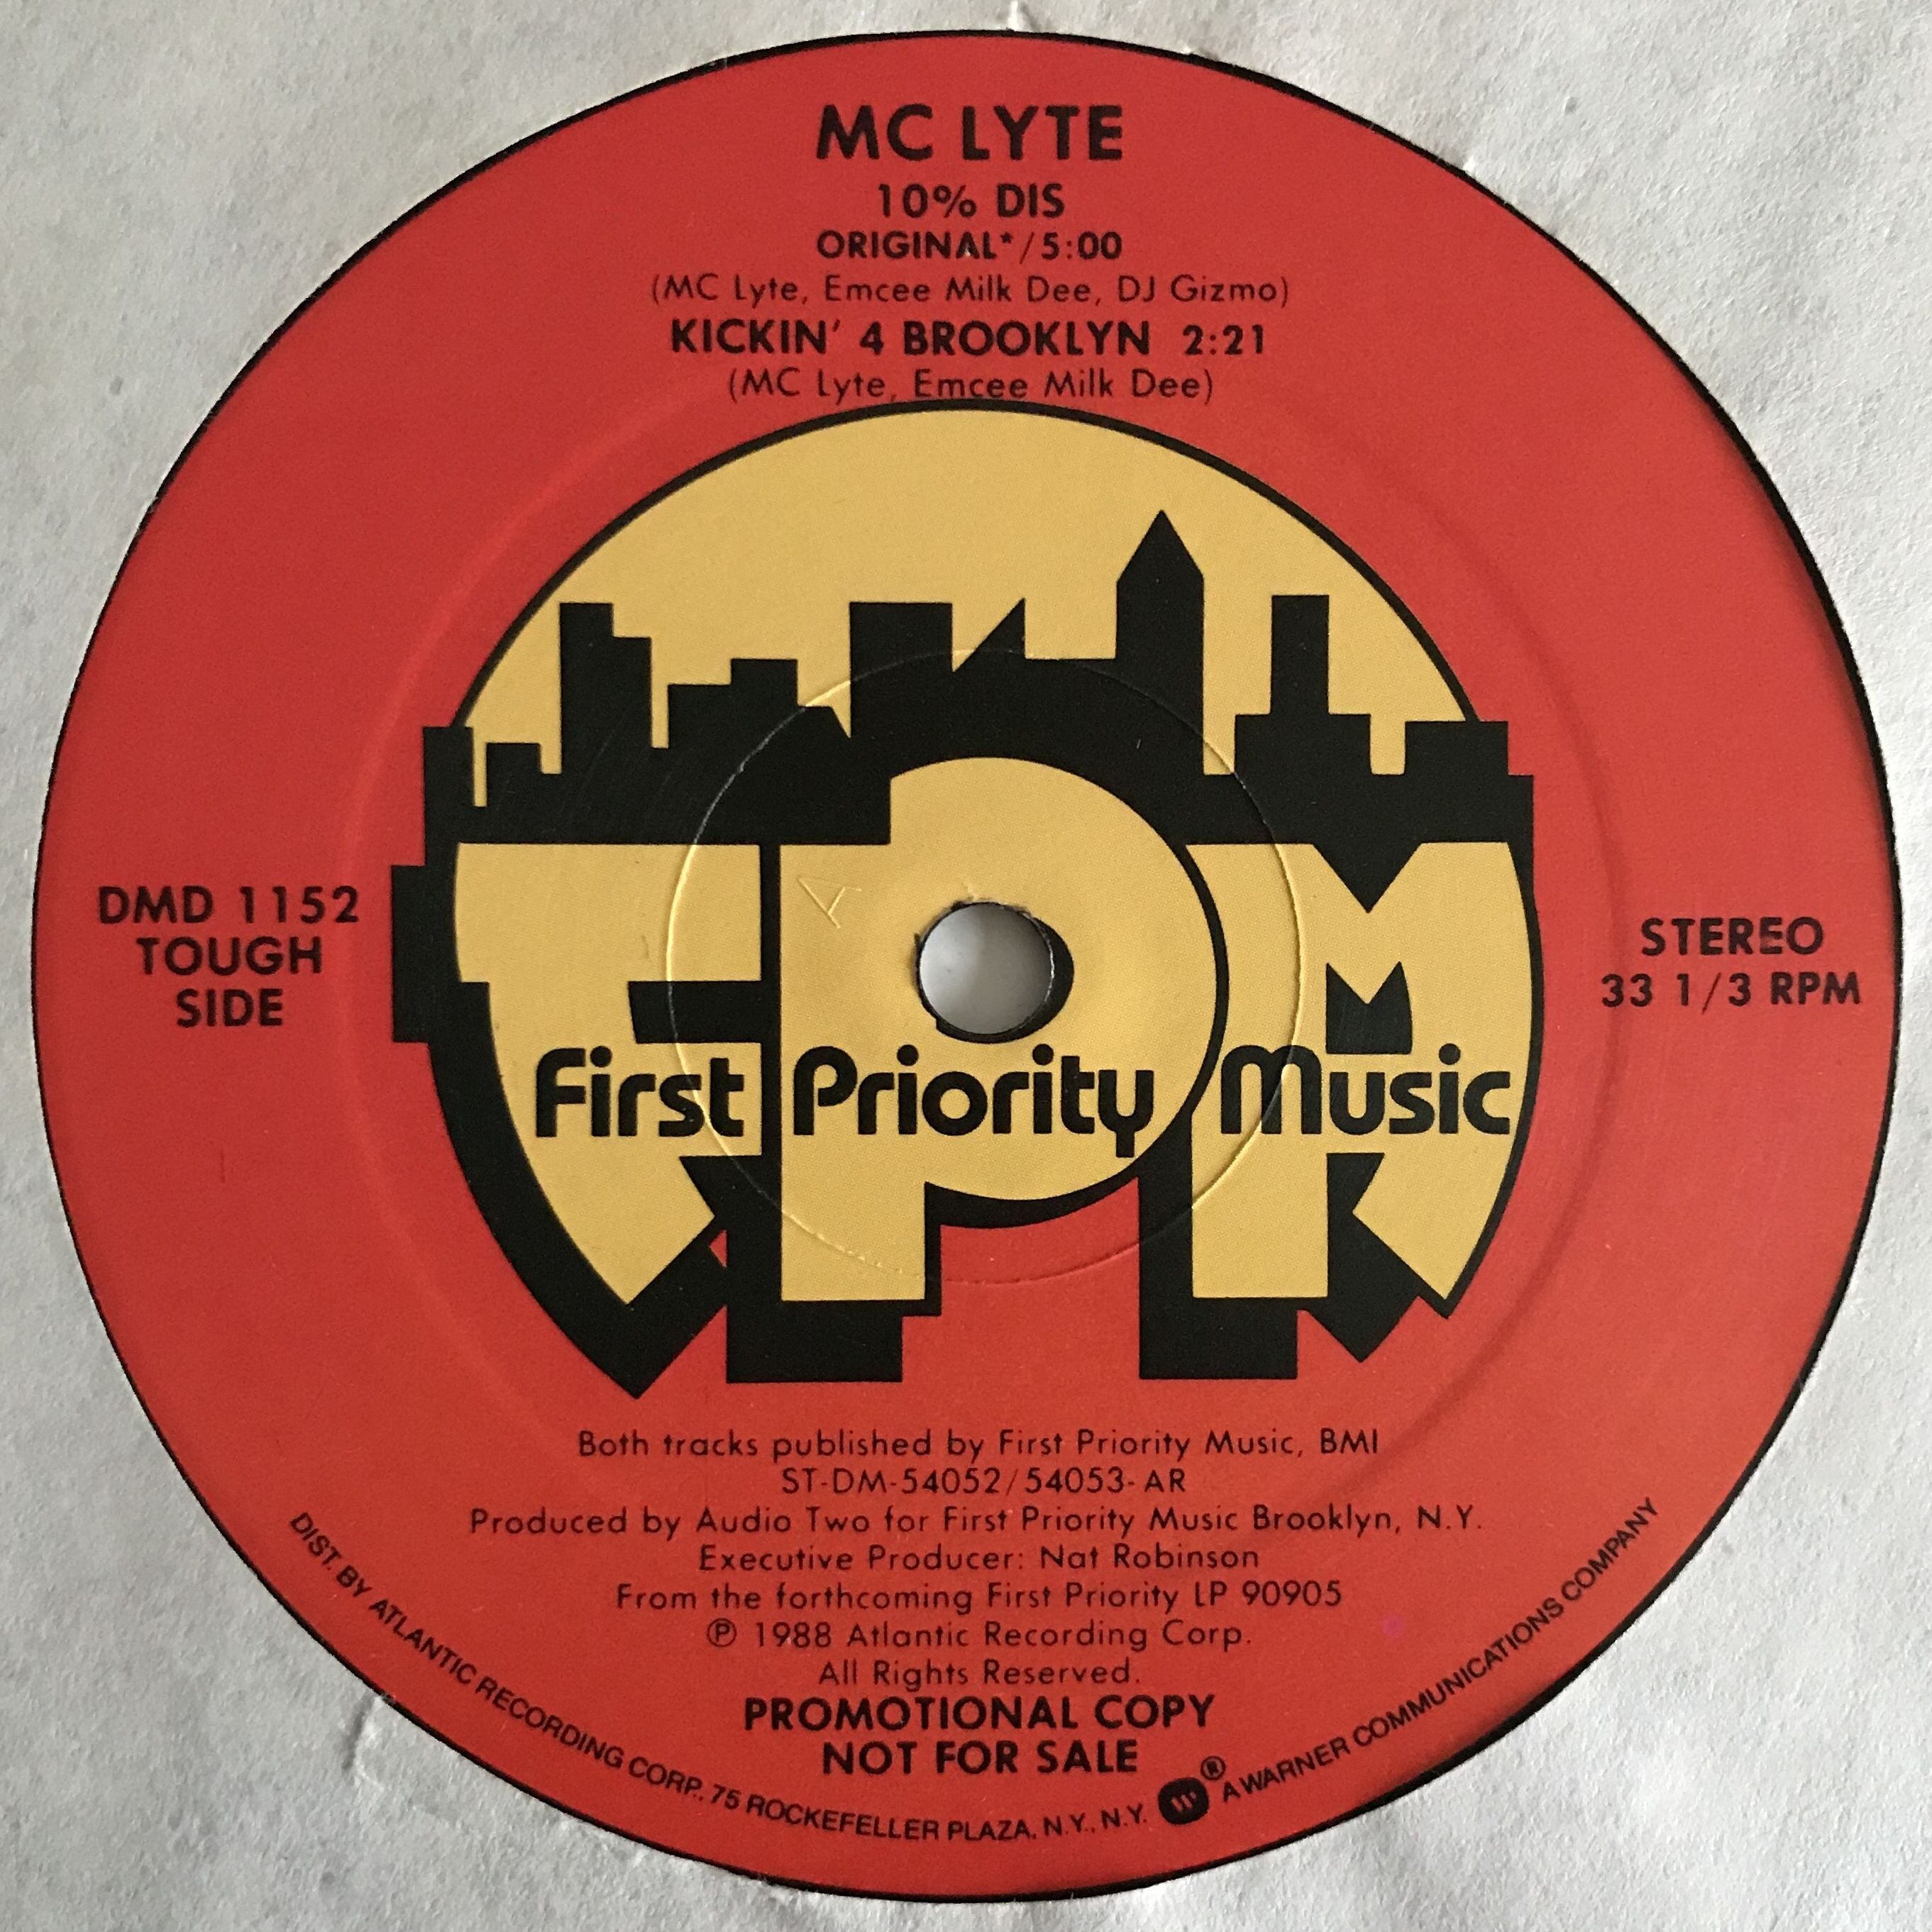 MC LYTE
10% DIS
ORIGINAL*/5:00
(MC Lyte, Emcee Milk Dee, DJ Gizmo)
KICKIN' 4 BROOKLYN 2:21
(MC Lyte, Emcee Milk Dee)
DMD 1152
TOUGH
SIDE
STEREO
33 1/3 RPM
FPM
First Priority Music
A
Both tracks published by First Priority Music, BMI
ST-DM-54052/54053-AR
Produced by Audio Two for First Priority Music Brooklyn, N.Y.
Executive Producer: Nat Robinson
From the forthcoming First Priority LP 90905
℗ 1988 Atlantic Recording Corp.
All Rights Reserved.
PROMOTIONAL COPY
NOT FOR SALE
DIST. BY ATLANTIC RECORDING CORP., 75 ROCKEFELLER PLAZA, N.Y., N.Y. ® A WARNER COMMUNICATIONS COMPANY